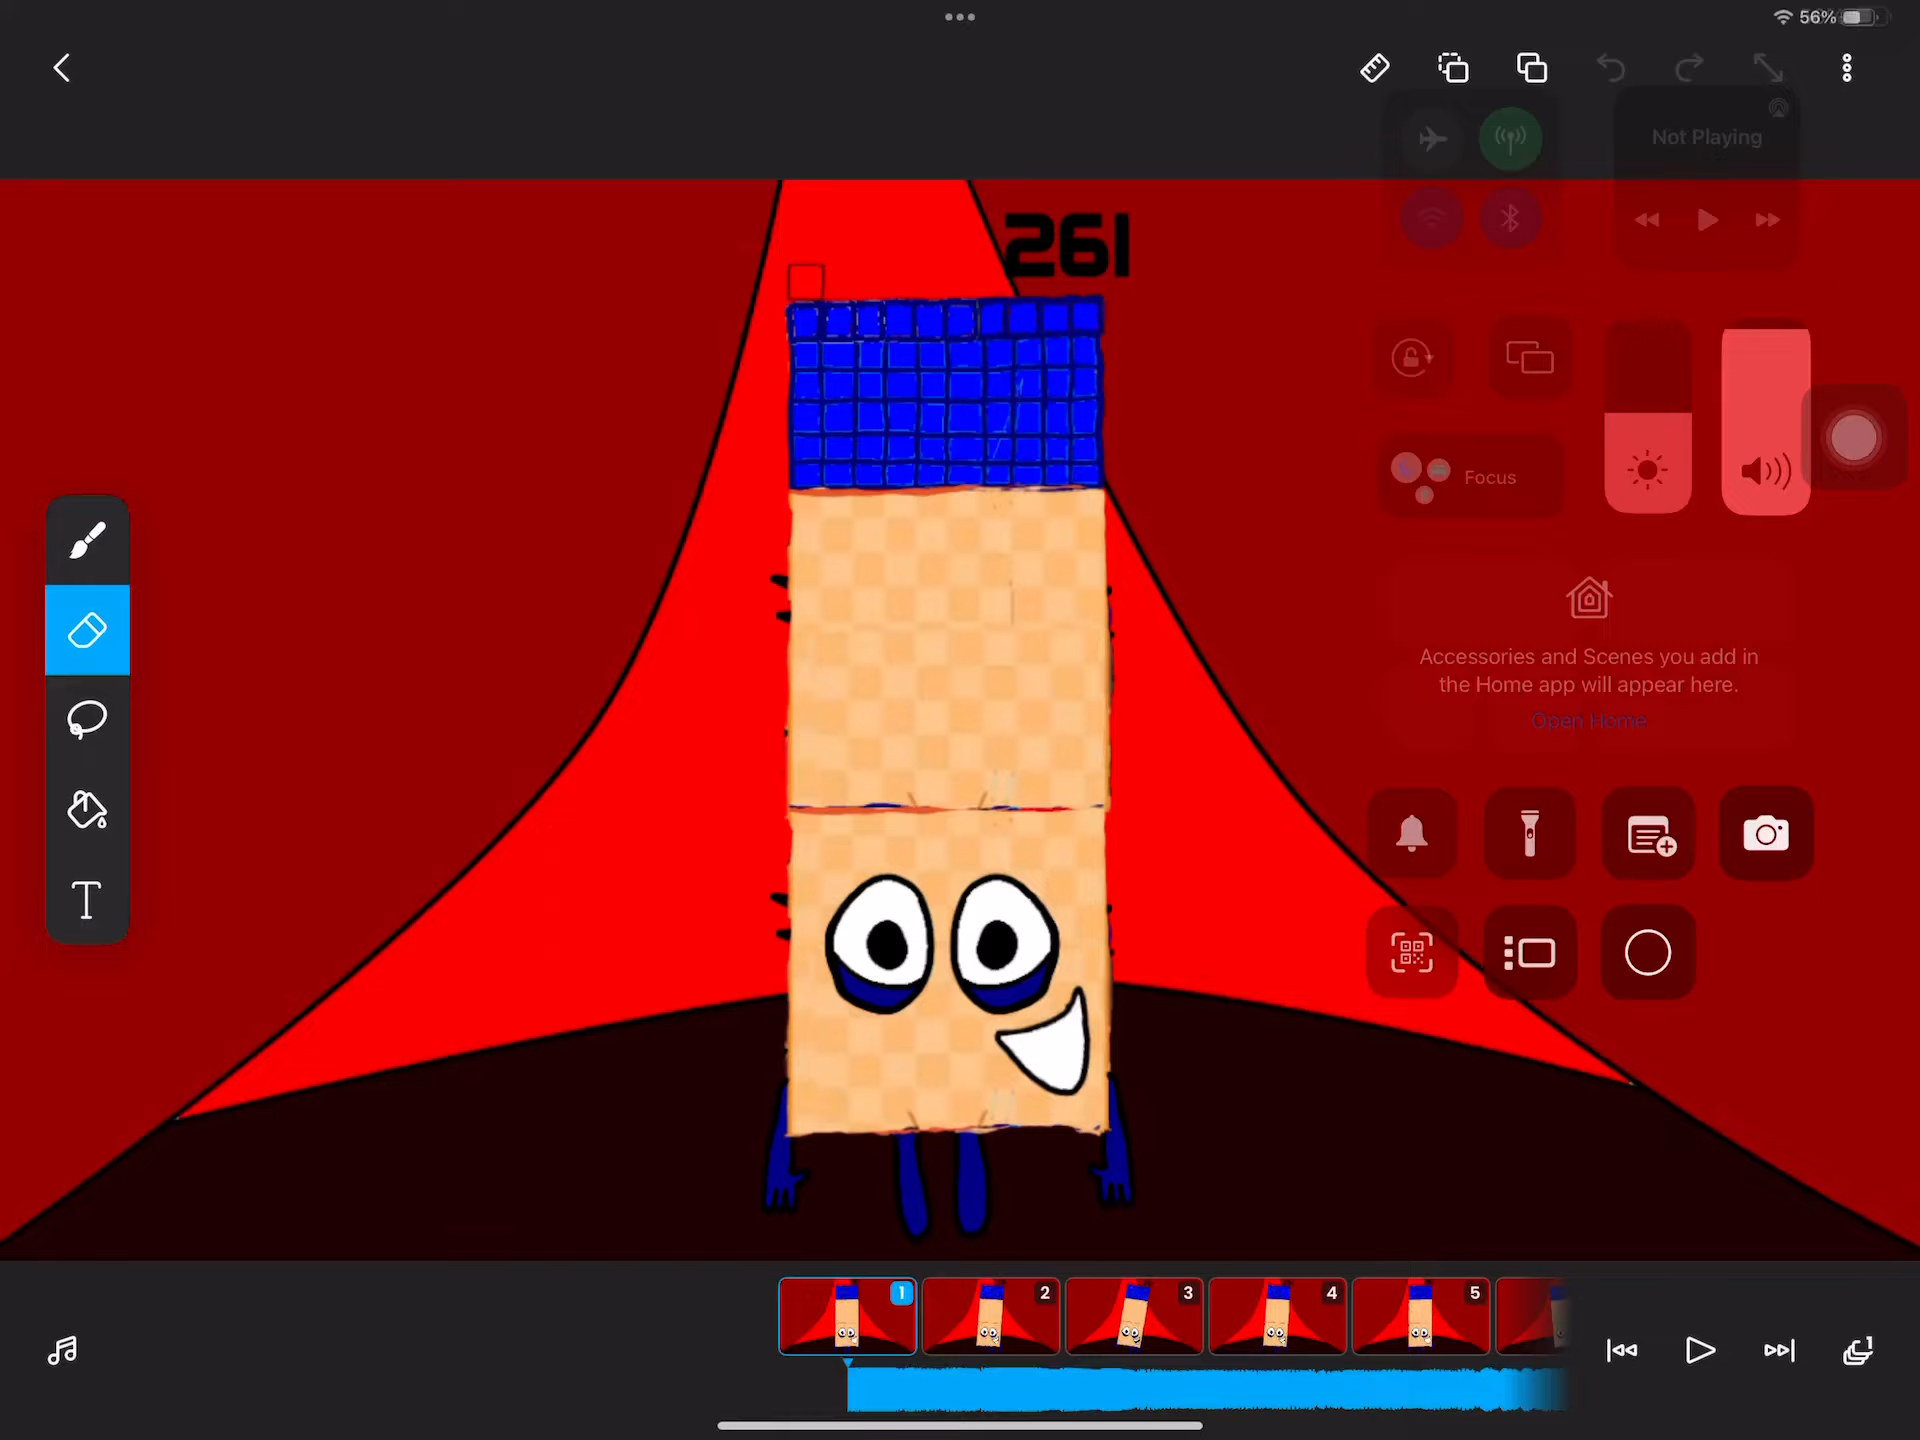 56%
Not Playing
261
Focus
Accessories and Scenes you add in
the Home app will appear here.
Open Home
T
1
2
3
4
5
1